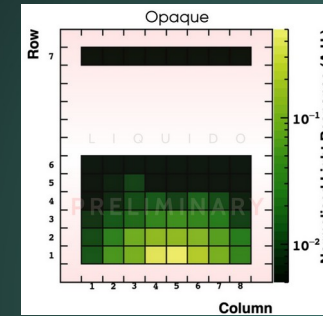 Opaque
Row
7
LIQUIDO
6
5
4
PRELIMINARY
3
2
1
1 2 3 4 5 6 7 8
Column
10⁻¹
10⁻²